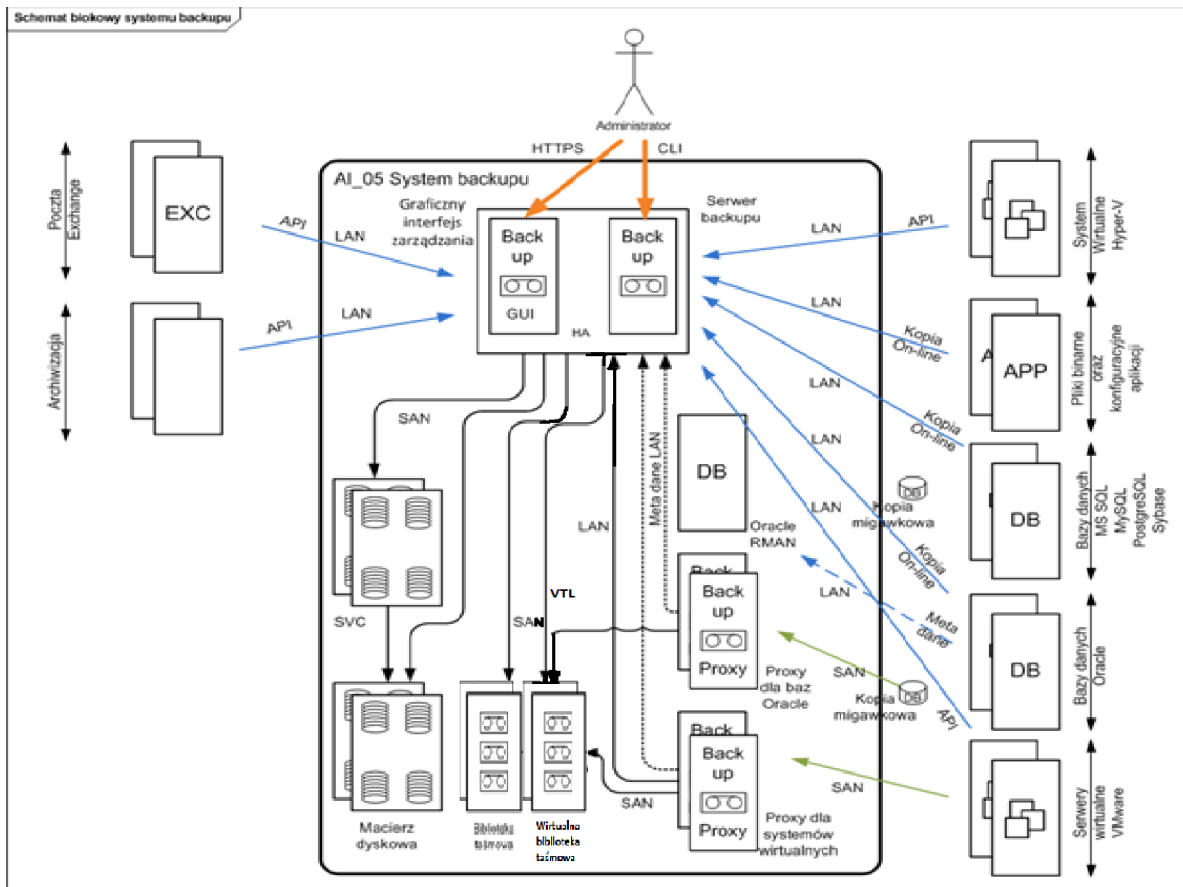 Schemat blokowy systemu backupu
Administrator
HTTPS
CLI
AI_05 System backupu
Graficzny
interfejs
zarządzania
Serwer
backupu
Back
up
GUI
HA
Back
up
Poczta
Exchange
EXC
API
LAN
Archiwizacja
API
LAN
System
Wirtualne
Hyper-V
API
LAN
Pliki binarne
oraz
konfiguracyjne
aplikacji
A
APP
Kopia
On-line
LAN
Bazy danych
MS SQL
MySQL
PostgreSQL
Sybase
DB
Kopia
On-line
LAN
DB
Kopia
migawkowa
Bazy danych
Oracle
DB
Kopia
On-line
LAN
Meta
dane
LAN
DB
Kopia
migawkowa
SAN
Serwery
wirtualne
VMware
API
LAN
SAN
SAN
SVC
Macierz
dyskowa
SAN
VTL
LAN
Meta dane LAN
DB
Oracle
RMAN
Back
Back
up
Proxy
Proxy
dla baz
Oracle
Back
Back
up
Proxy
Proxy dla
systemów
wirtualnych
SAN
Biblioteka
taśmowa
Wirtualna
biblioteka
taśmowa